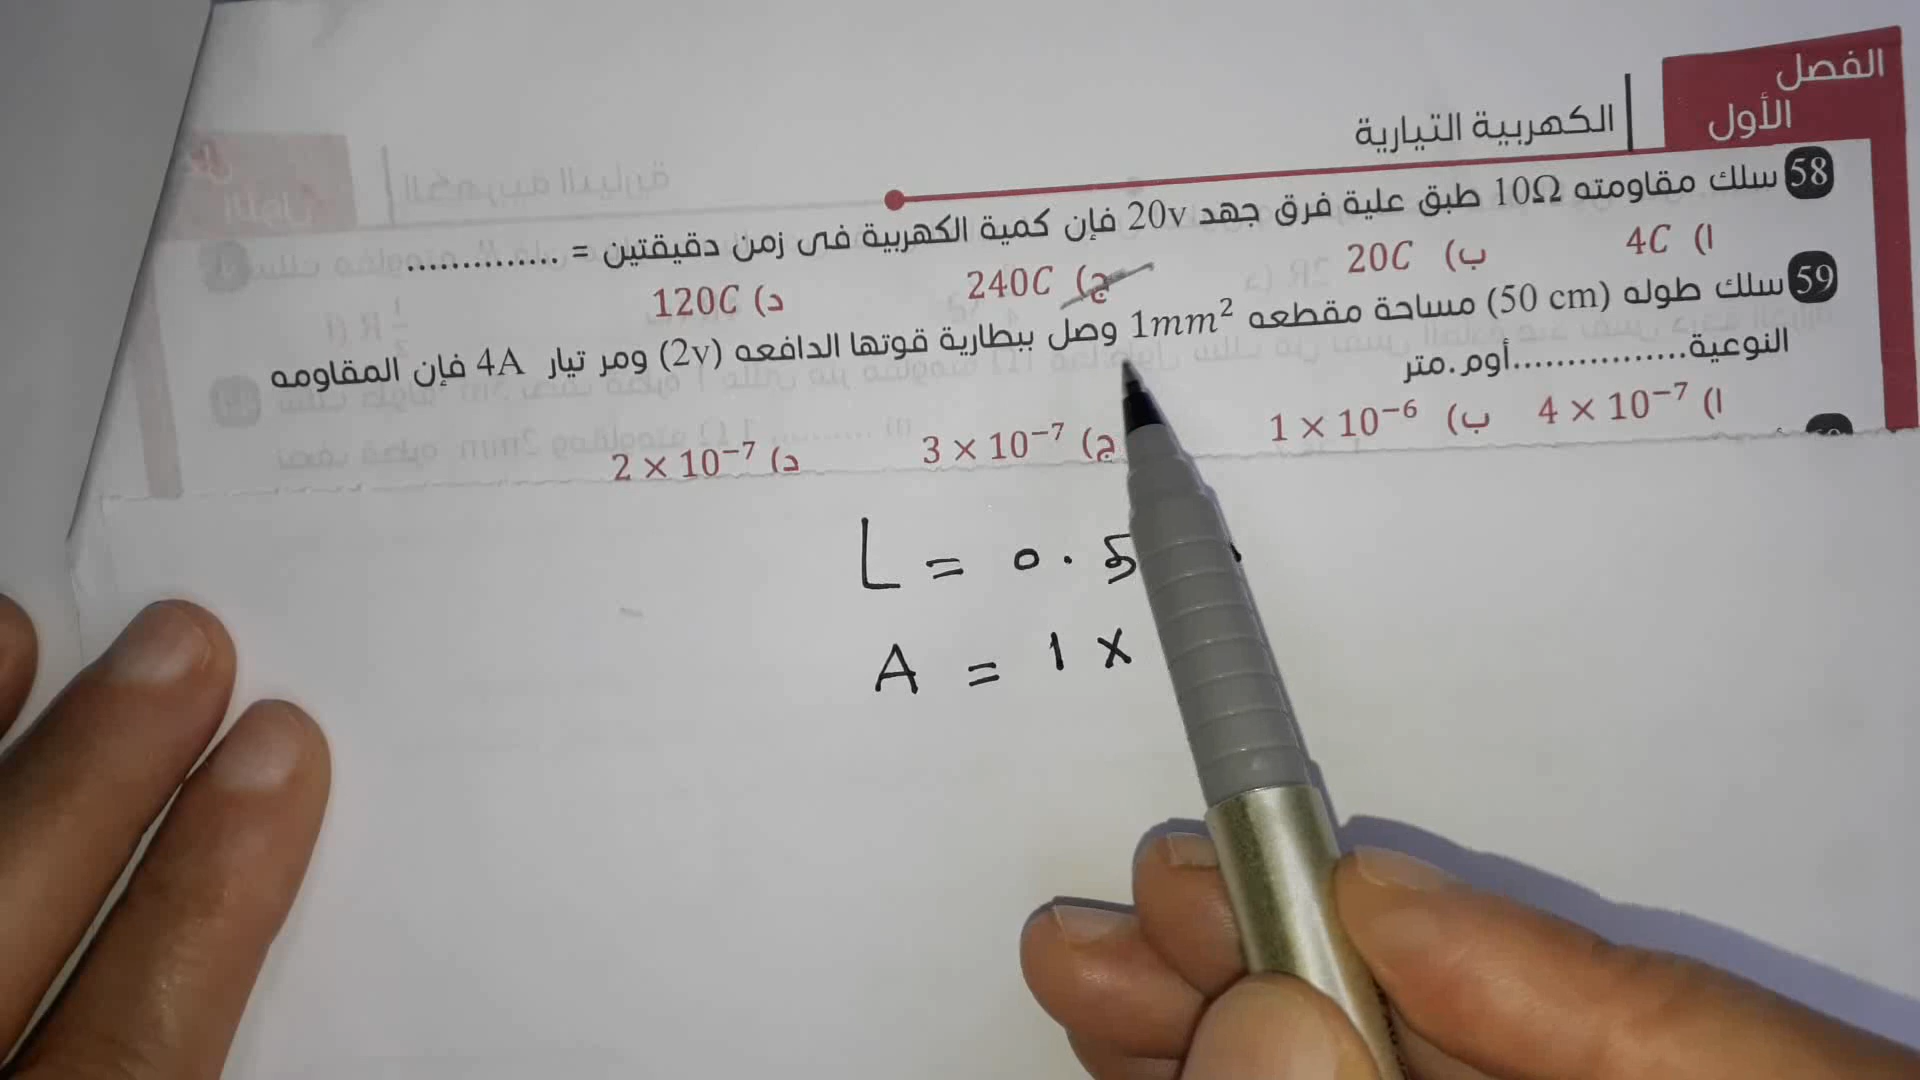 الفصل
الأول
الكهربية التيارية
58 سلك مقاومته 10Ω طبق علية فرق جهد 20v فإن كمية الكهربية فى زمن دقيقتين = ..............
ا) 4C ب) 20C ج) 240C د) 120C
59 سلك طوله (50 cm) مساحة مقطعه 1mm² وصل ببطارية قوتها الدافعه (2v) ومر تيار 4A فإن المقاومه
النوعية................أوم.متر
ا) 4 × 10⁻⁷ ب) 1 × 10⁻⁶ ج) 3 × 10⁻⁷ د) 2 × 10⁻⁷
L = 0.5
A = 1 ×